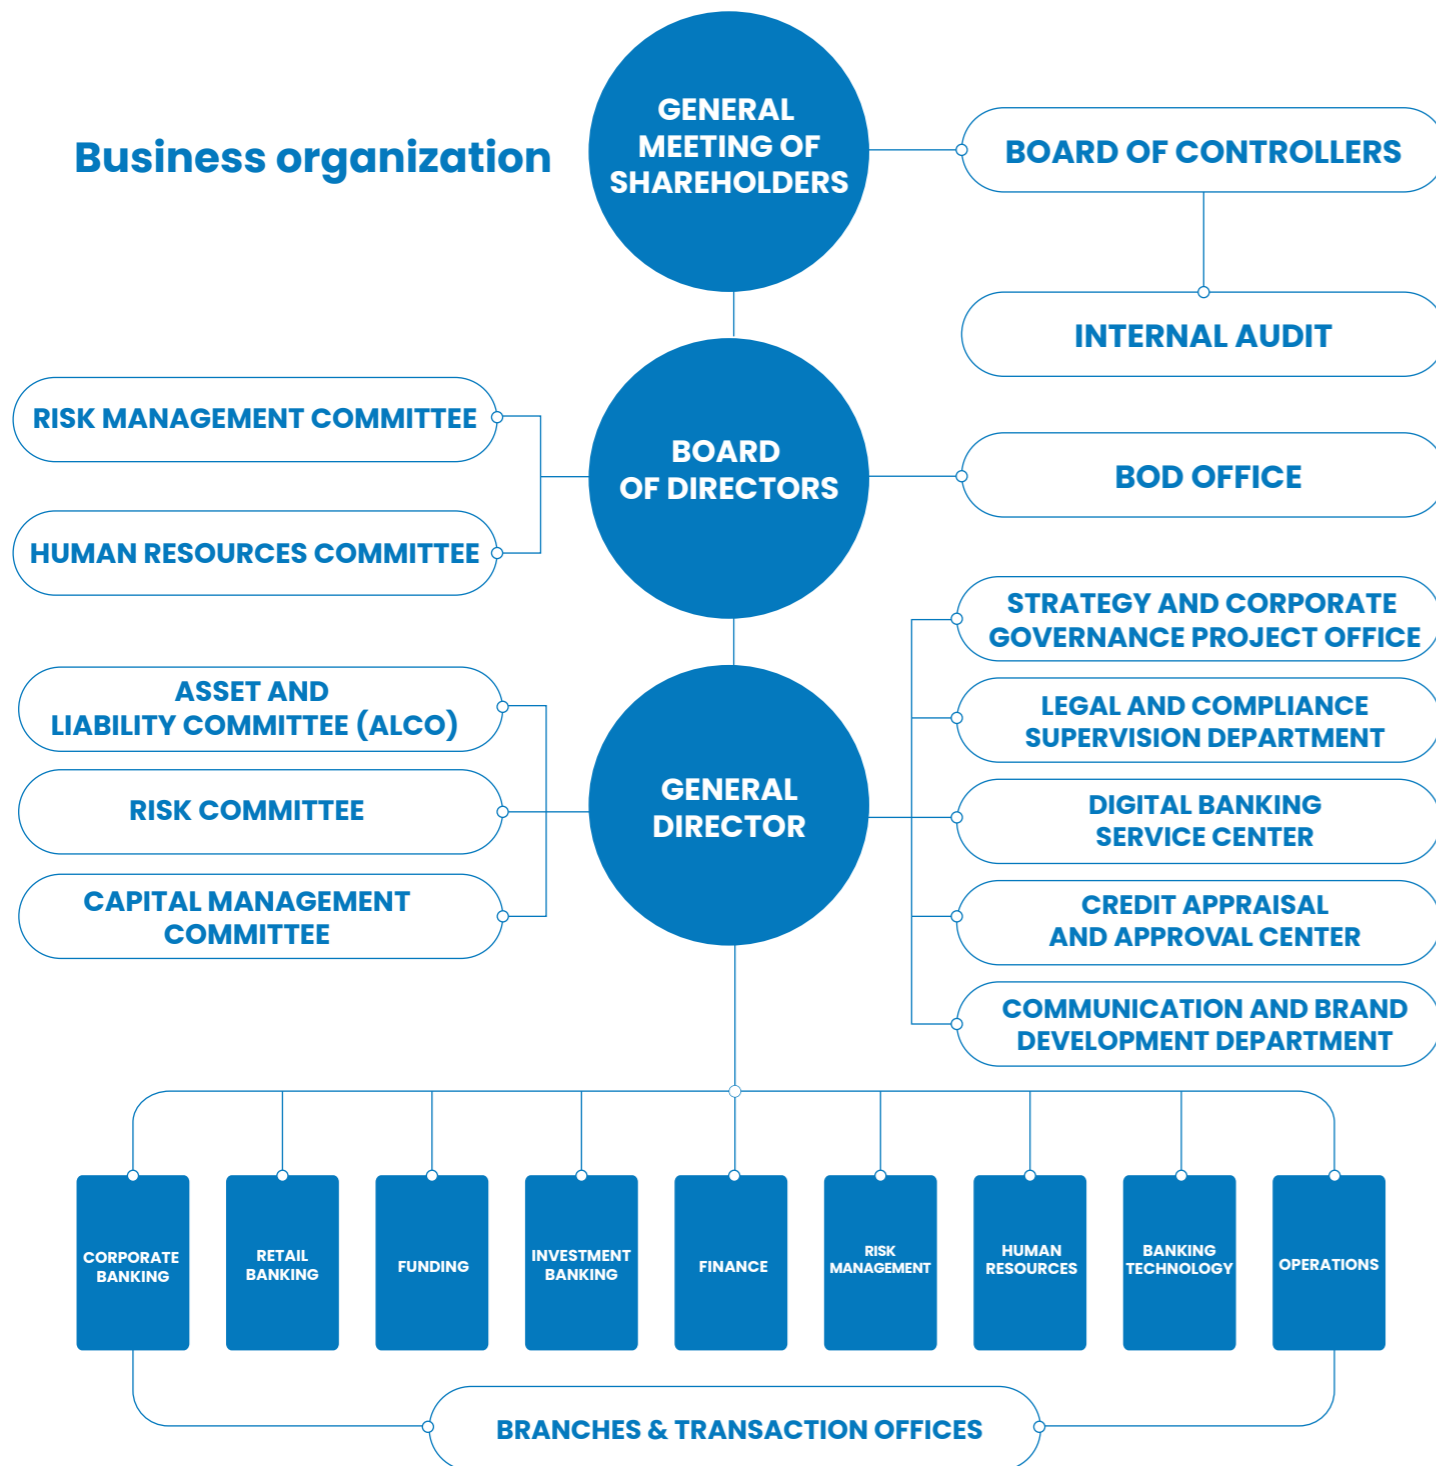 Business organization
GENERAL
MEETING OF
SHAREHOLDERS
BOARD OF CONTROLLERS
INTERNAL AUDIT
RISK MANAGEMENT COMMITTEE
HUMAN RESOURCES COMMITTEE
BOARD
OF DIRECTORS
BOD OFFICE
ASSET AND
LIABILITY COMMITTEE (ALCO)
RISK COMMITTEE
CAPITAL MANAGEMENT
COMMITTEE
GENERAL
DIRECTOR
STRATEGY AND CORPORATE
GOVERNANCE PROJECT OFFICE
LEGAL AND COMPLIANCE
SUPERVISION DEPARTMENT
DIGITAL BANKING
SERVICE CENTER
CREDIT APPRAISAL
AND APPROVAL CENTER
COMMUNICATION AND BRAND
DEVELOPMENT DEPARTMENT
CORPORATE
BANKING
RETAIL
BANKING
FUNDING
INVESTMENT
BANKING
FINANCE
RISK
MANAGEMENT
HUMAN
RESOURCES
BANKING
TECHNOLOGY
OPERATIONS
BRANCHES & TRANSACTION OFFICES